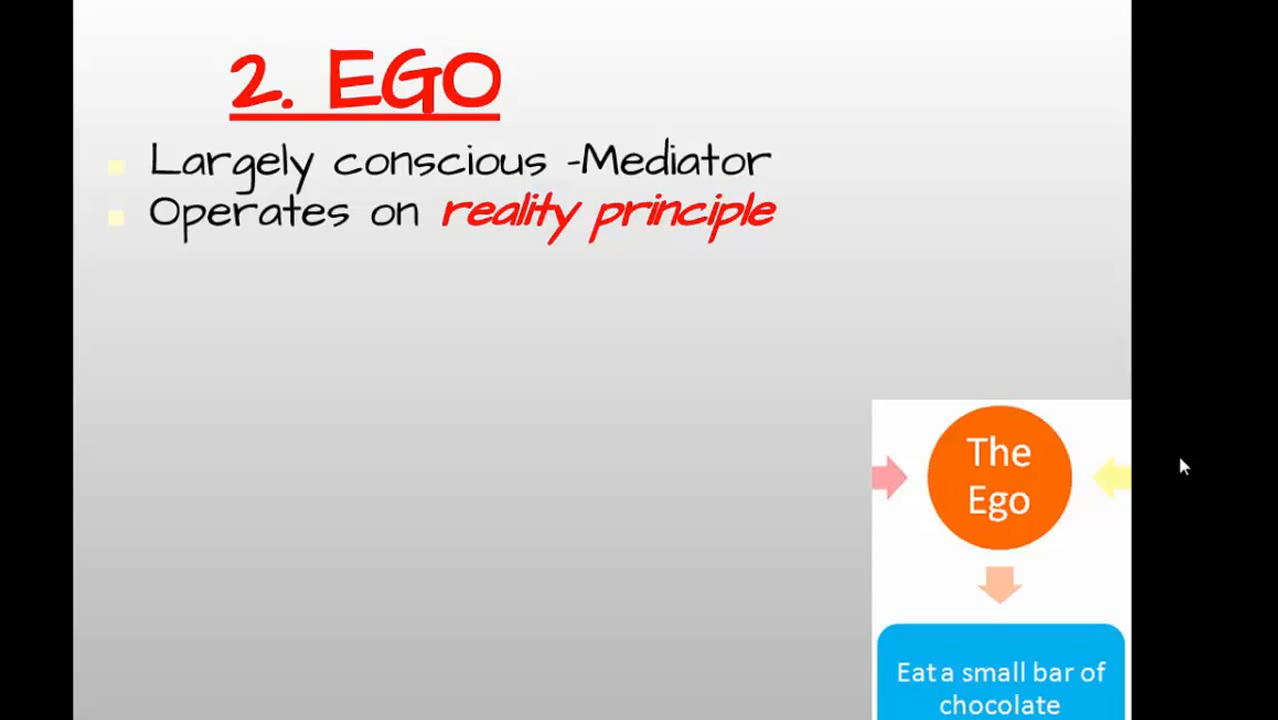 2. EGO
Largely conscious -Mediator
Operates on reality principle
The
Ego
Eat a small bar of
chocolate